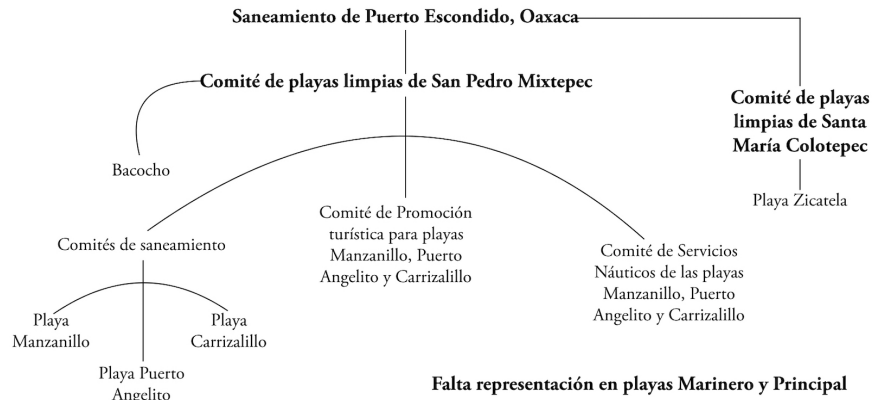 Saneamiento de Puerto Escondido, Oaxaca
Comité de playas limpias de San Pedro Mixtepec
Comité de playas
limpias de Santa
María Colotepec
Bacocho
Playa Zicatela
Comités de saneamiento
Comité de Promoción
turística para playas
Manzanillo, Puerto
Angelito y Carrizalillo
Comité de Servicios
Náuticos de las playas
Manzanillo, Puerto
Angelito y Carrizalillo
Playa
Manzanillo
Playa
Carrizalillo
Playa Puerto
Angelito
Falta representación en playas Marinero y Principal